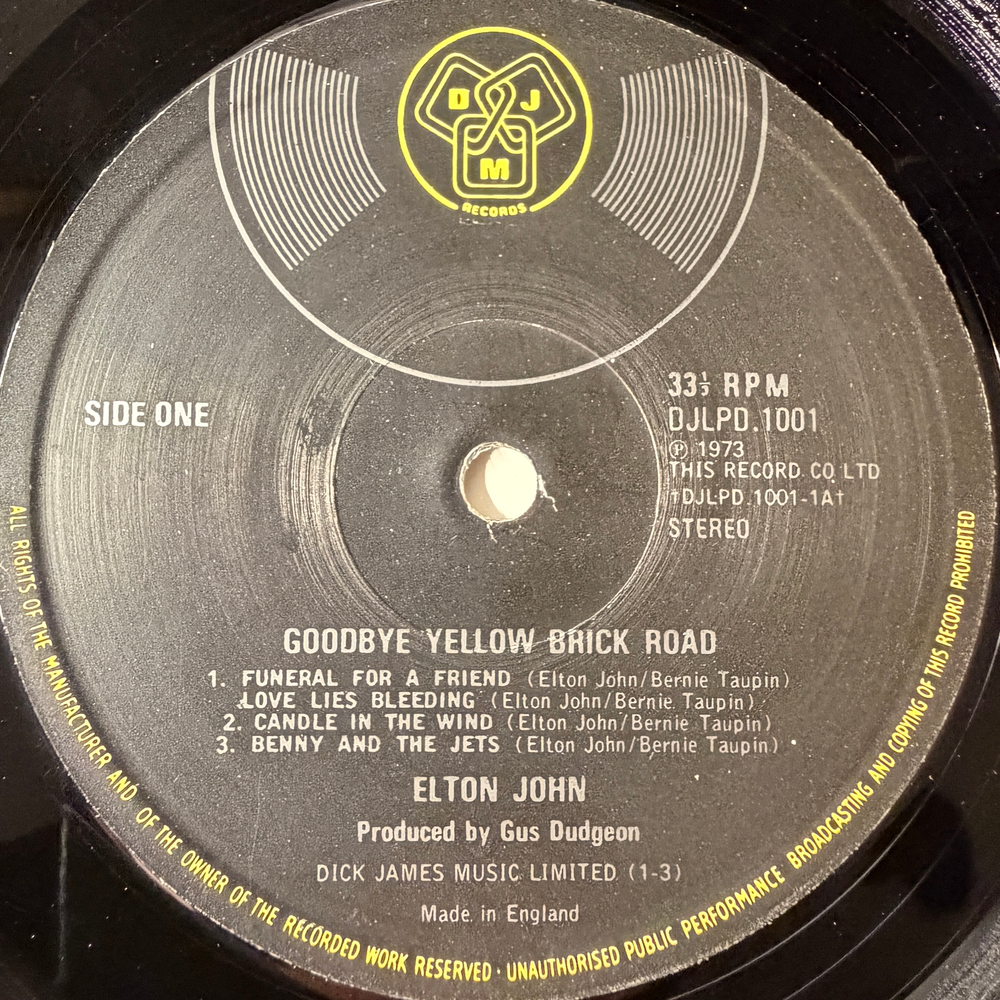 D J
M
RECORDS
SIDE ONE
33⅓ RPM
DJLPD.1001
℗ 1973
THIS RECORD CO LTD
†DJLPD.1001-1A†
STEREO
GOODBYE YELLOW BRICK ROAD
1. FUNERAL FOR A FRIEND (Elton John/Bernie Taupin)
LOVE LIES BLEEDING (Elton John/Bernie Taupin)
2. CANDLE IN THE WIND (Elton John/Bernie Taupin)
3. BENNY AND THE JETS (Elton John/Bernie Taupin)
ELTON JOHN
Produced by Gus Dudgeon
DICK JAMES MUSIC LIMITED (1-3)
Made in England
ALL RIGHTS OF THE MANUFACTURER AND OF THE OWNER OF THE RECORDED WORK RESERVED · UNAUTHORISED PUBLIC PERFORMANCE BROADCASTING AND COPYING OF THIS RECORD PROHIBITED